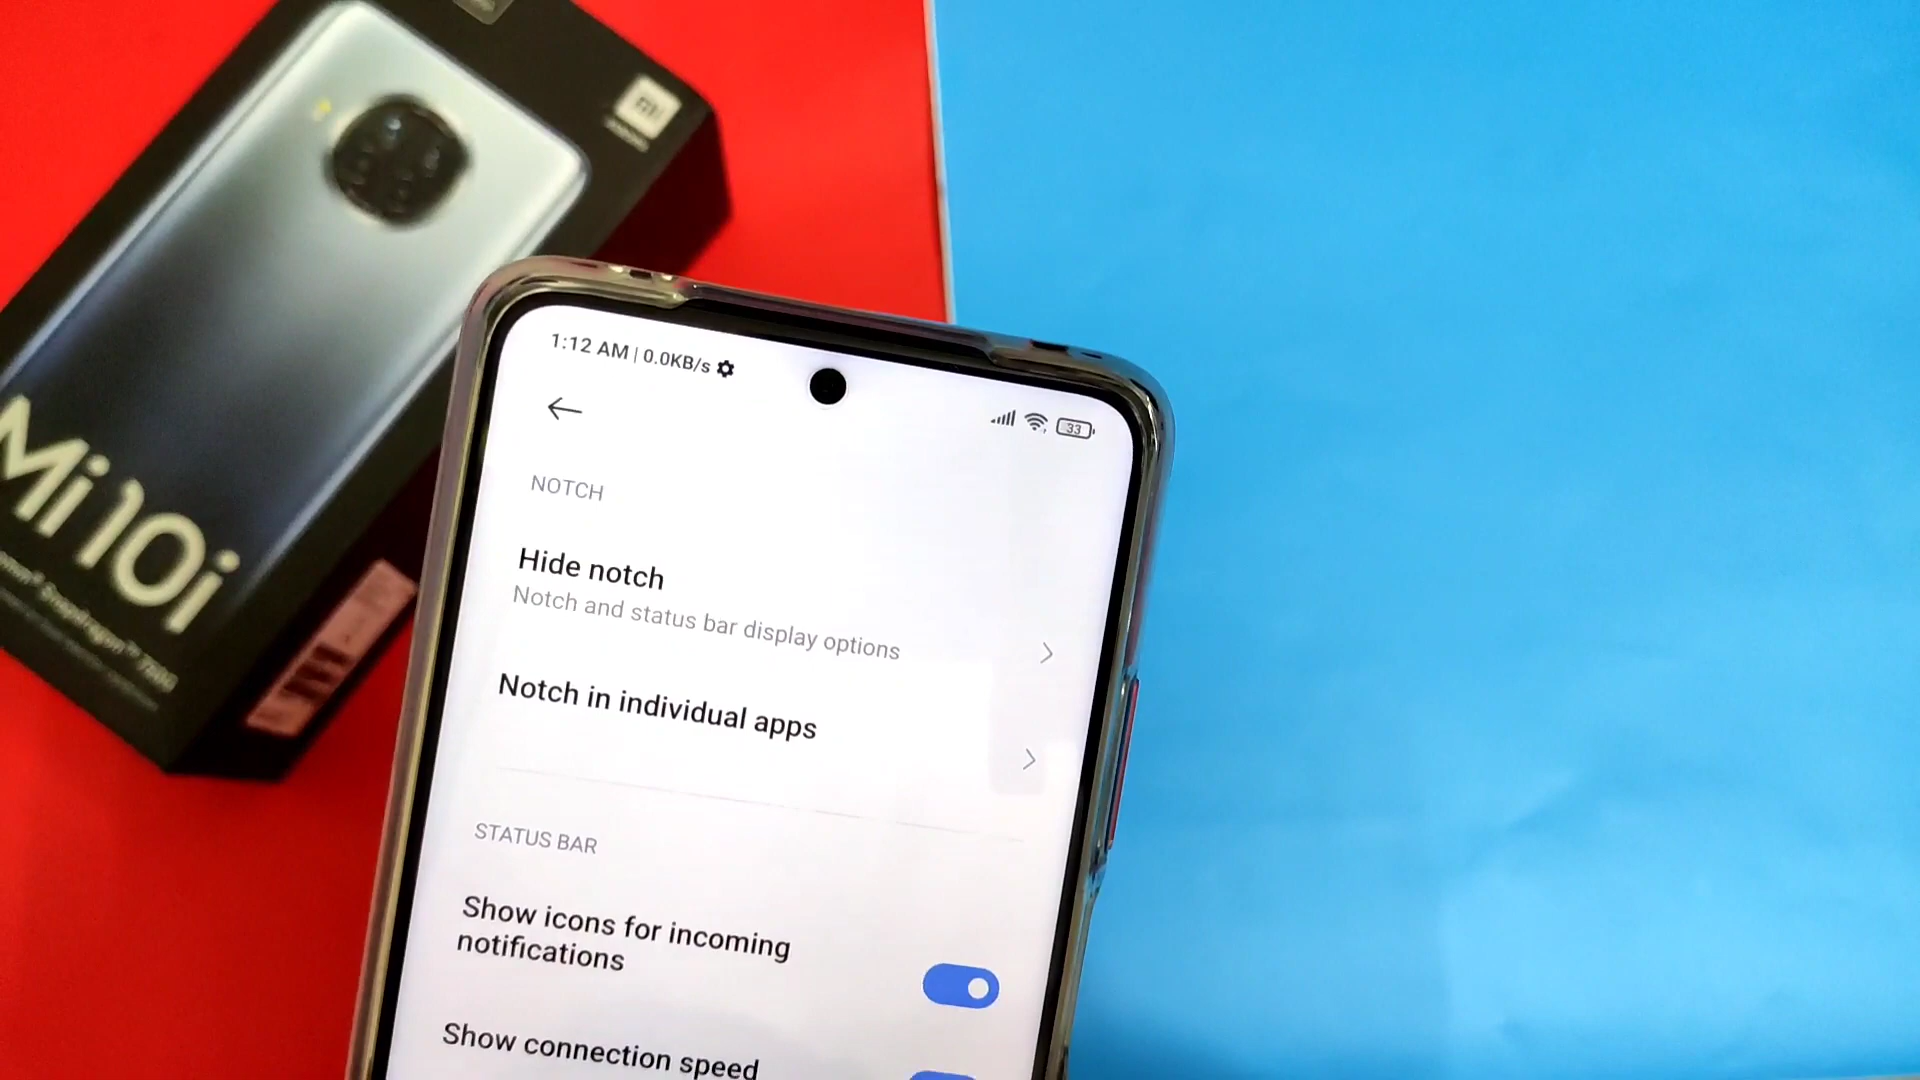 Mi 10i
1:12 AM | 0.0KB/s
33
NOTCH
Hide notch
Notch and status bar display options
Notch in individual apps
STATUS BAR
Show icons for incoming
notifications
Show connection speed